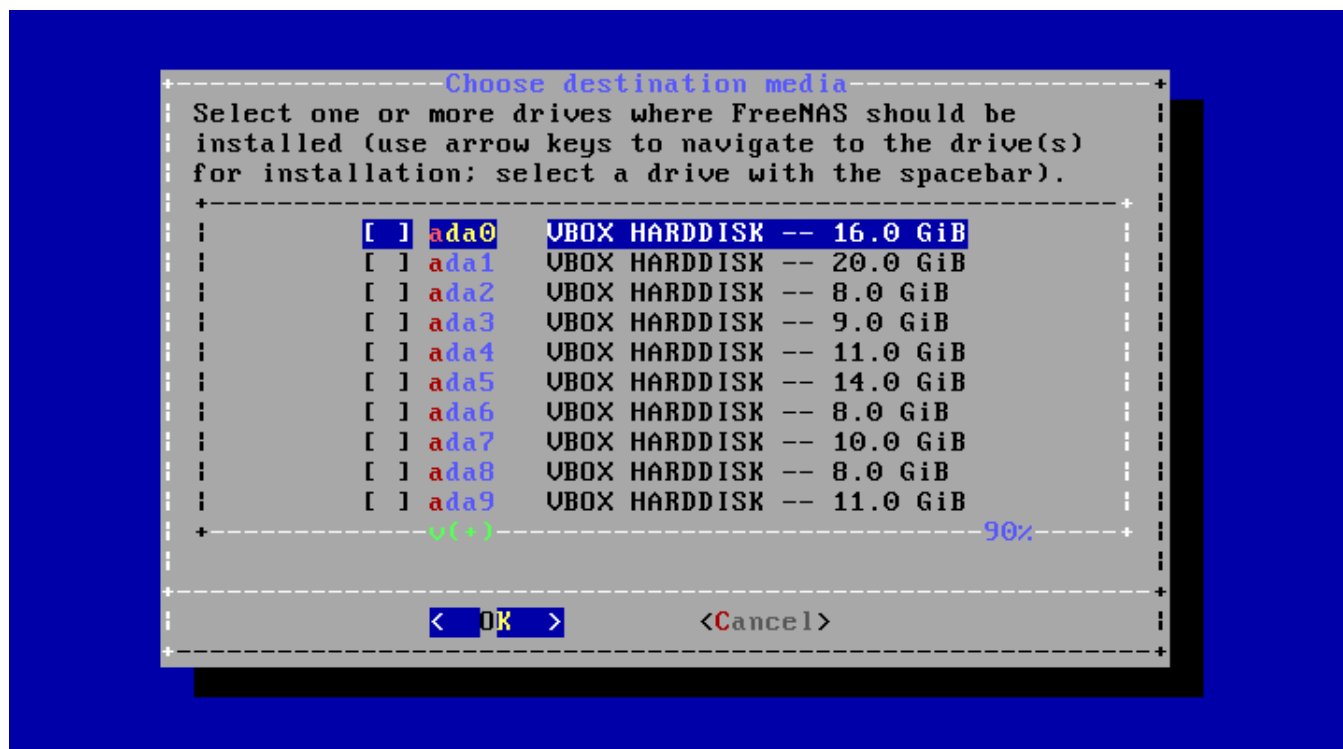 Choose destination media
Select one or more drives where FreeNAS should be
installed (use arrow keys to navigate to the drive(s)
for installation; select a drive with the spacebar).
[ ] ada0 VBOX HARDDISK -- 16.0 GiB
[ ] ada1 VBOX HARDDISK -- 20.0 GiB
[ ] ada2 VBOX HARDDISK -- 8.0 GiB
[ ] ada3 VBOX HARDDISK -- 9.0 GiB
[ ] ada4 VBOX HARDDISK -- 11.0 GiB
[ ] ada5 VBOX HARDDISK -- 14.0 GiB
[ ] ada6 VBOX HARDDISK -- 8.0 GiB
[ ] ada7 VBOX HARDDISK -- 10.0 GiB
[ ] ada8 VBOX HARDDISK -- 8.0 GiB
[ ] ada9 VBOX HARDDISK -- 11.0 GiB
v(+) 90%
< OK > <Cancel>